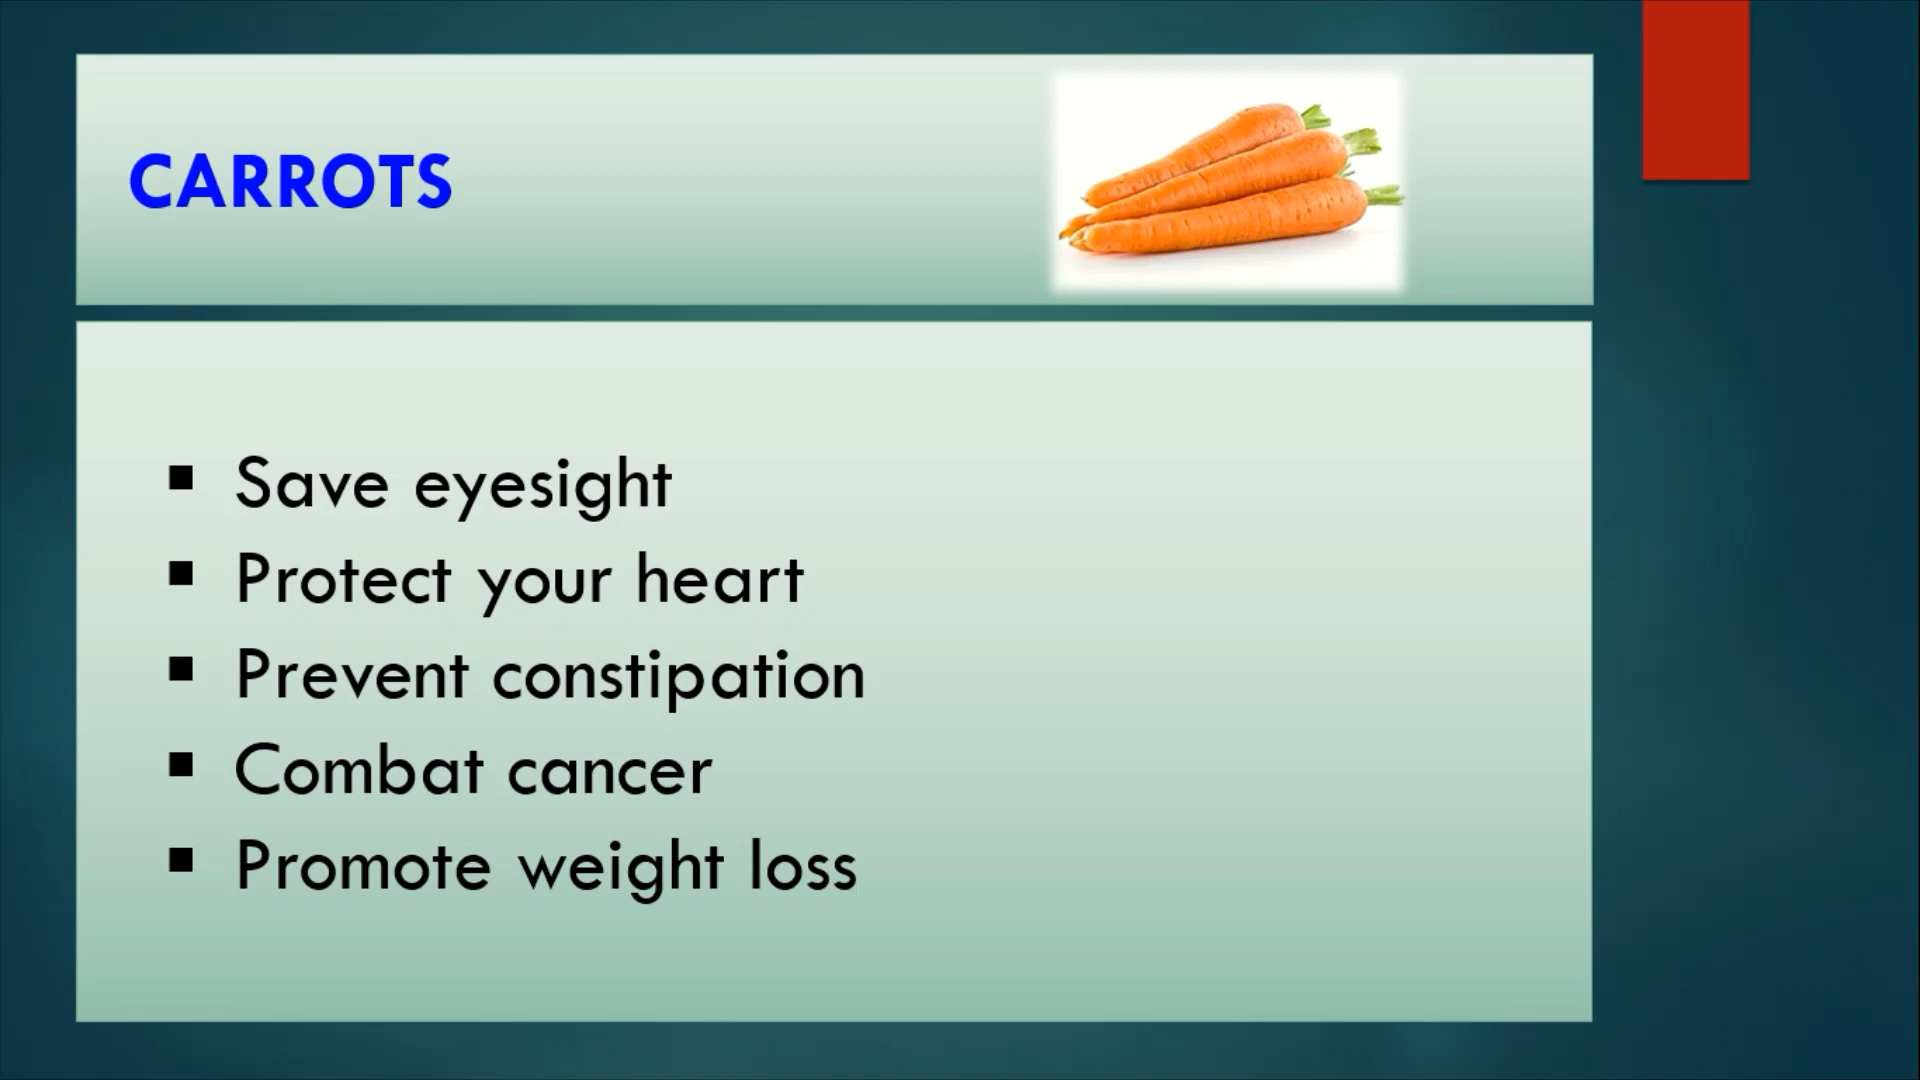 CARROTS
▪ Save eyesight
▪ Protect your heart
▪ Prevent constipation
▪ Combat cancer
▪ Promote weight loss